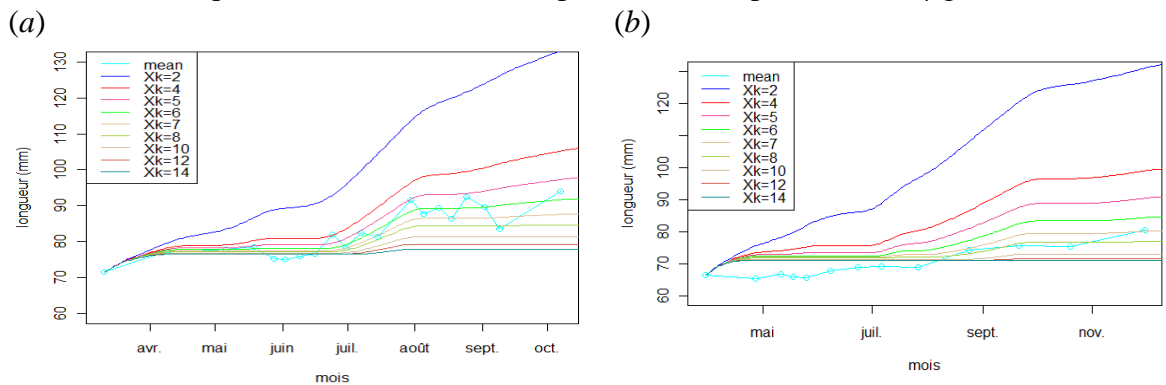 (a)
130
120
110
100
90
80
70
60
longueur (mm)
mean
Xk=2
Xk=4
Xk=5
Xk=6
Xk=7
Xk=8
Xk=10
Xk=12
Xk=14
avr.
mai
juin
juil.
août
sept.
oct.
mois
(b)
120
100
90
80
70
60
longueur (mm)
mean
Xk=2
Xk=4
Xk=5
Xk=6
Xk=7
Xk=8
Xk=10
Xk=12
Xk=14
mai
juil.
sept.
nov.
mois